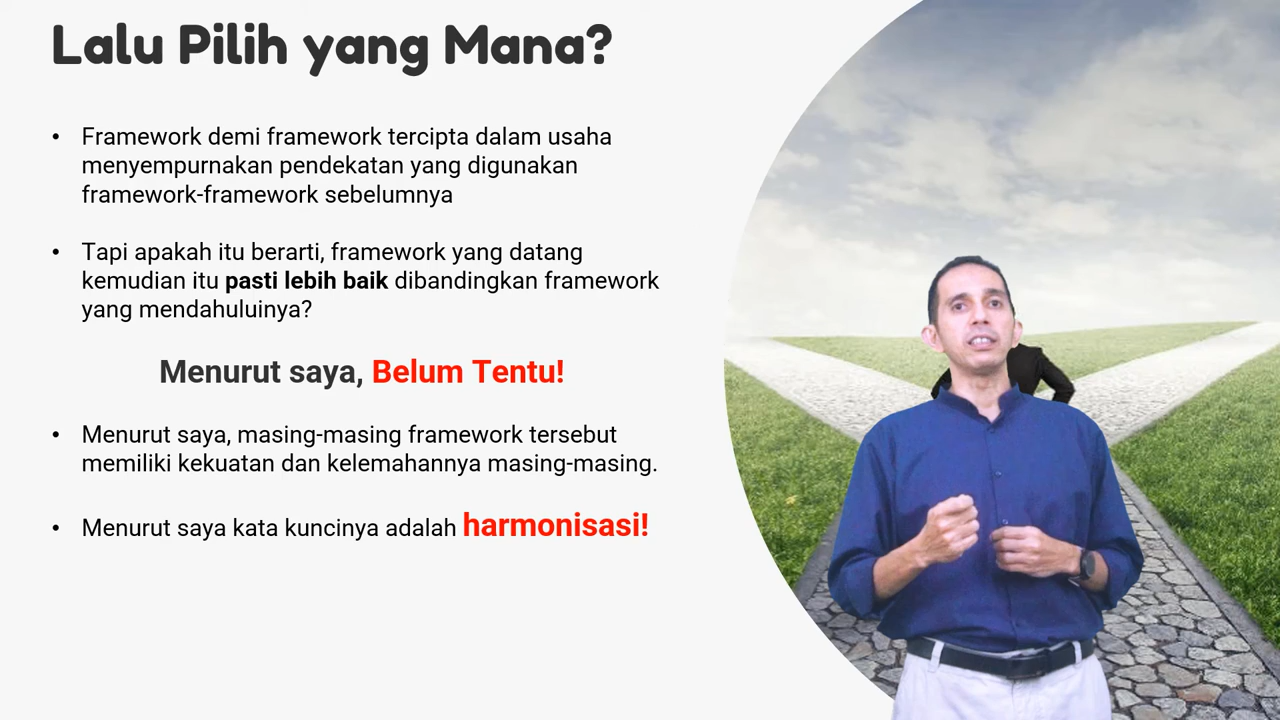 Lalu Pilih yang Mana?
• Framework demi framework tercipta dalam usaha
menyempurnakan pendekatan yang digunakan
framework-framework sebelumnya
• Tapi apakah itu berarti, framework yang datang
kemudian itu pasti lebih baik dibandingkan framework
yang mendahuluinya?
Menurut saya, Belum Tentu!
• Menurut saya, masing-masing framework tersebut
memiliki kekuatan dan kelemahannya masing-masing.
• Menurut saya kata kuncinya adalah harmonisasi!